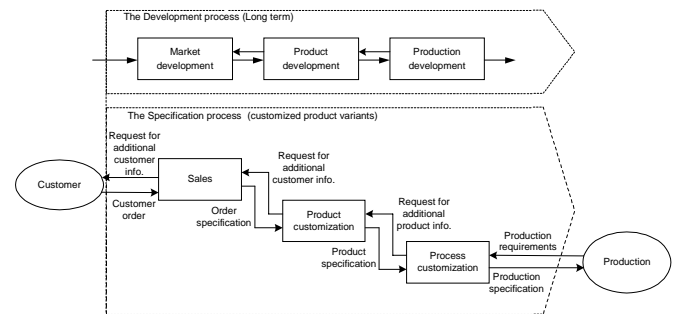 The Development process (Long term)
Market
development
Product
development
Production
development
The Specification process (customized product variants)
Request for
additional
customer
info.
Customer
Customer
order
Sales
Request for
additional
customer info.
Order
specification
Product
customization
Request for
additional
product info.
Product
specification
Process
customization
Production
requirements
Production
specification
Production